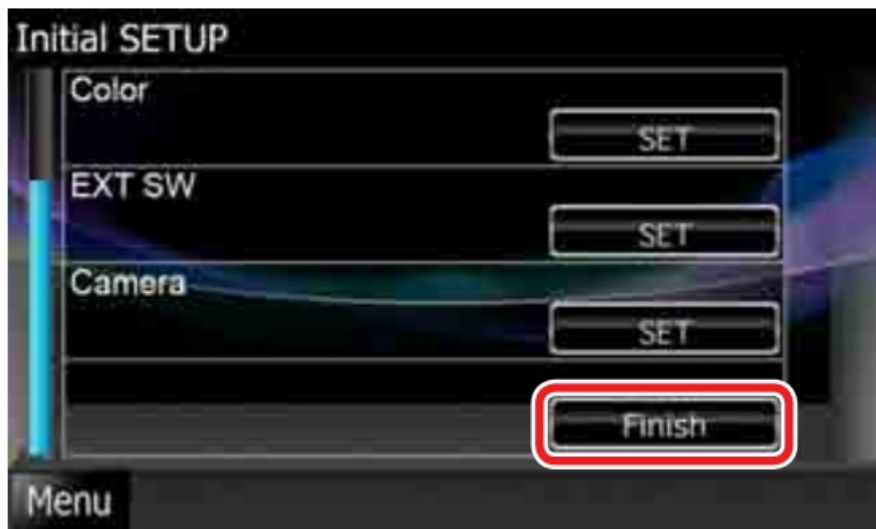 Initial SETUP
Color
SET
EXT SW
SET
Camera
SET
Finish
Menu